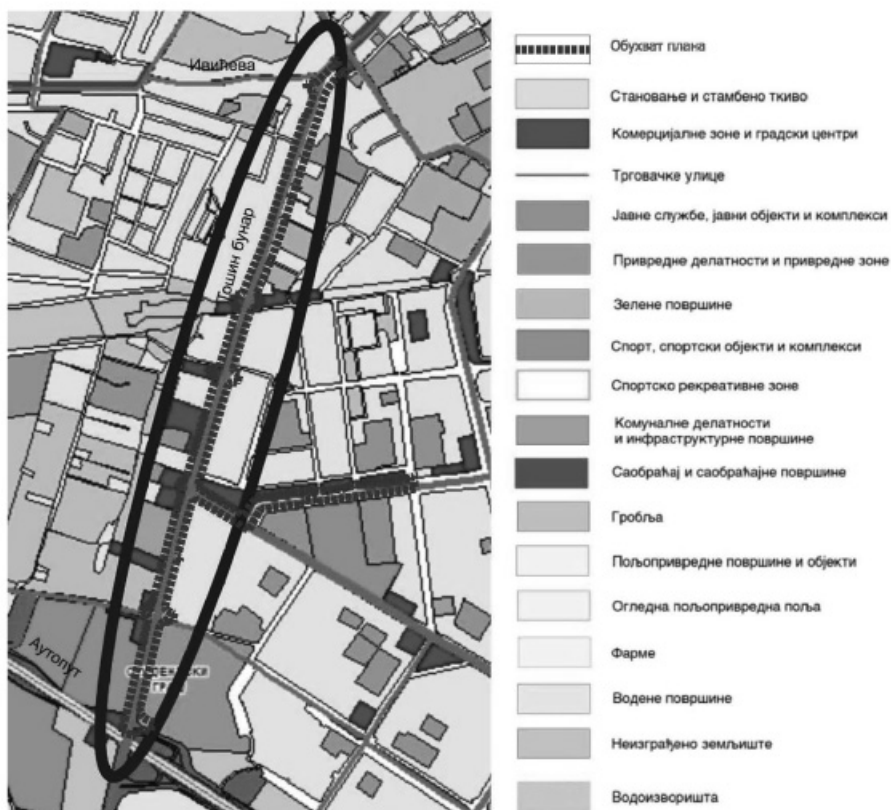 Ивићева
Тошин бунар
Аутопут
Обухват плана
Становање и стамбено ткиво
Комерцијалне зоне и градски центри
Трговачке улице
Јавне службе, јавни објекти и комплекси
Привредне делатности и привредне зоне
Зелене површине
Спорт, спортски објекти и комплекси
Спортско рекреативне зоне
Комуналне делатности
и инфраструктурне површине
Саобраћај и саобраћајне површине
Гробља
Пољопривредне површине и објекти
Огледна пољопривредна поља
Фарме
Водене површине
Неизграђено земљиште
Водоизворишта